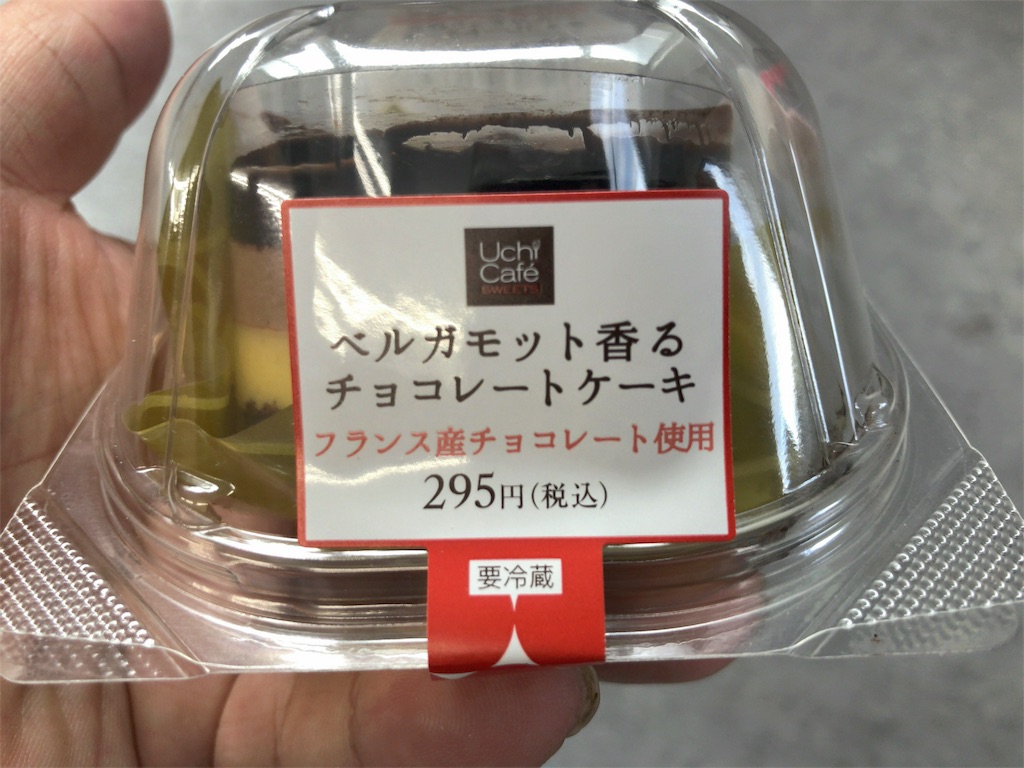 Uchi
Café
SWEETS
ベルガモット香る
チョコレートケーキ
フランス産チョコレート使用
295円(税込)
要冷蔵